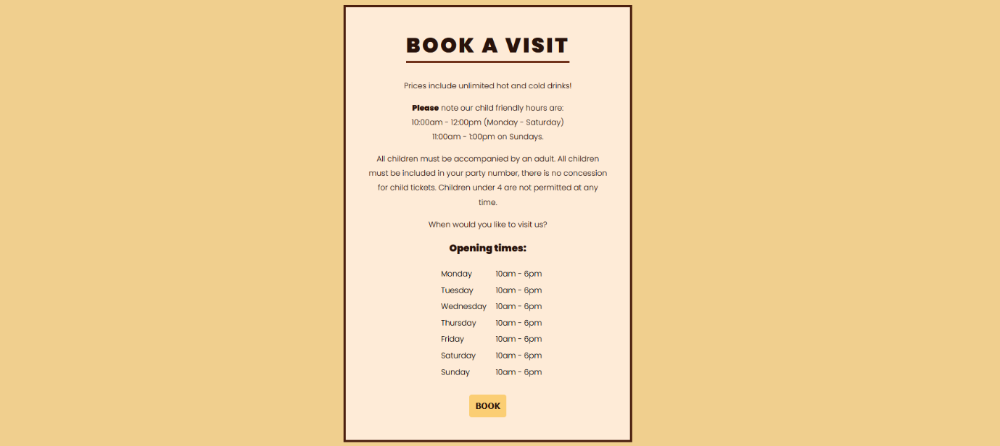 BOOK A VISIT
Prices include unlimited hot and cold drinks!
Please note our child friendly hours are:
10:00am - 12:00pm (Monday - Saturday)
11:00am - 1:00pm on Sundays.
All children must be accompanied by an adult. All children
must be included in your party number, there is no concession
for child tickets. Children under 4 are not permitted at any
time.
When would you like to visit us?
Opening times:
Monday 10am - 6pm
Tuesday 10am - 6pm
Wednesday 10am - 6pm
Thursday 10am - 6pm
Friday 10am - 6pm
Saturday 10am - 6pm
Sunday 10am - 6pm
BOOK